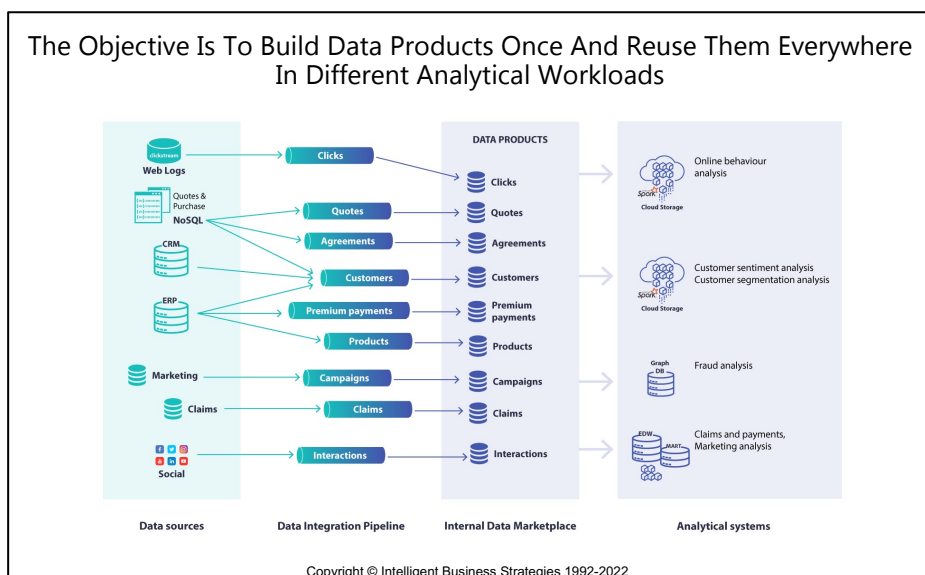 The Objective Is To Build Data Products Once And Reuse Them Everywhere
In Different Analytical Workloads
clickstream
Web Logs
Quotes &
Purchase
NoSQL
CRM
ERP
Marketing
Claims
Social
Data sources
Clicks
Quotes
Agreements
Customers
Premium payments
Products
Campaigns
Claims
Interactions
Data Integration Pipeline
DATA PRODUCTS
Clicks
Quotes
Agreements
Customers
Premium
payments
Products
Campaigns
Claims
Interactions
Internal Data Marketplace
Spark
Cloud Storage
Online behaviour
analysis
Spark
Cloud Storage
Customer sentiment analysis
Customer segmentation analysis
Graph
DB
Fraud analysis
EDW
MART
Claims and payments,
Marketing analysis
Analytical systems
Copyright © Intelligent Business Strategies 1992-2022